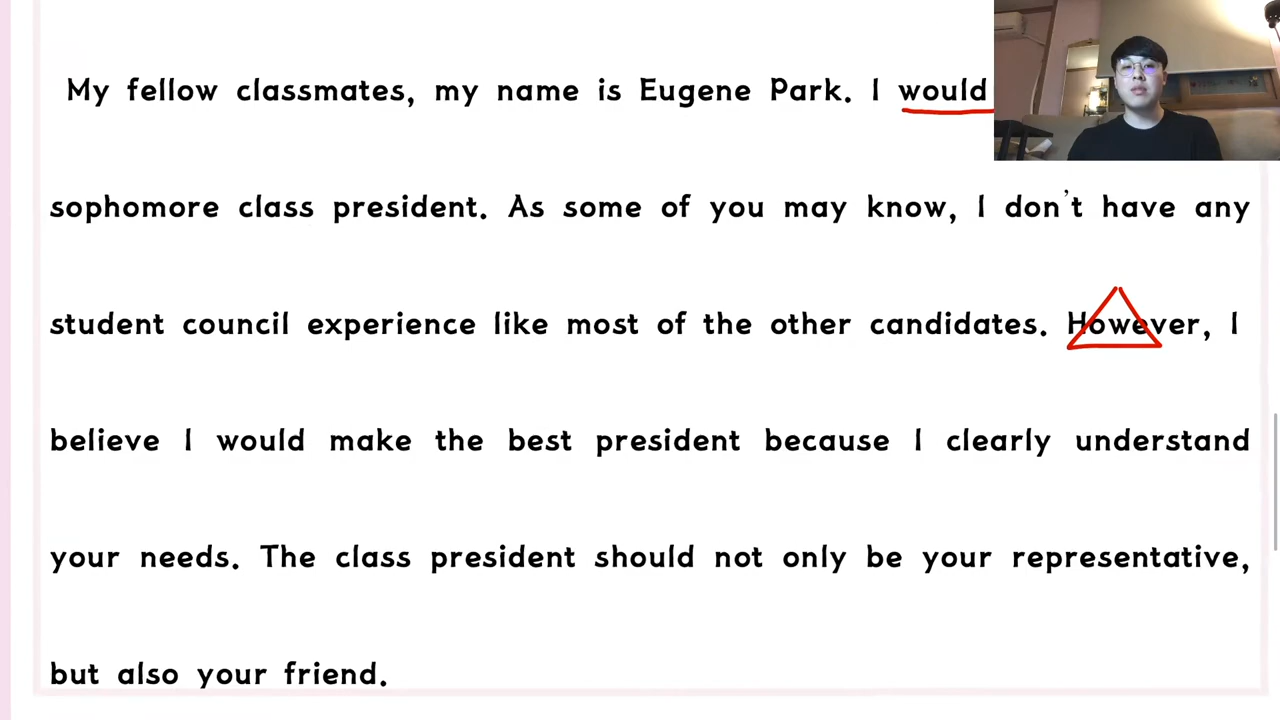 My fellow classmates, my name is Eugene Park. I would
sophomore class president. As some of you may know, I don't have any
student council experience like most of the other candidates. However, I
believe I would make the best president because I clearly understand
your needs. The class president should not only be your representative,
but also your friend.